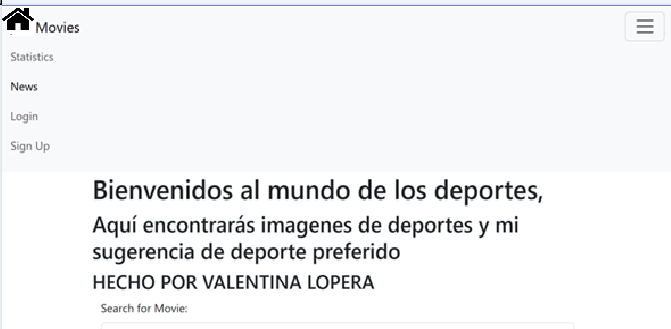 Movies
Statistics
News
Login
Sign Up
Bienvenidos al mundo de los deportes,
Aquí encontrarás imagenes de deportes y mi
sugerencia de deporte preferido
HECHO POR VALENTINA LOPERA
Search for Movie: